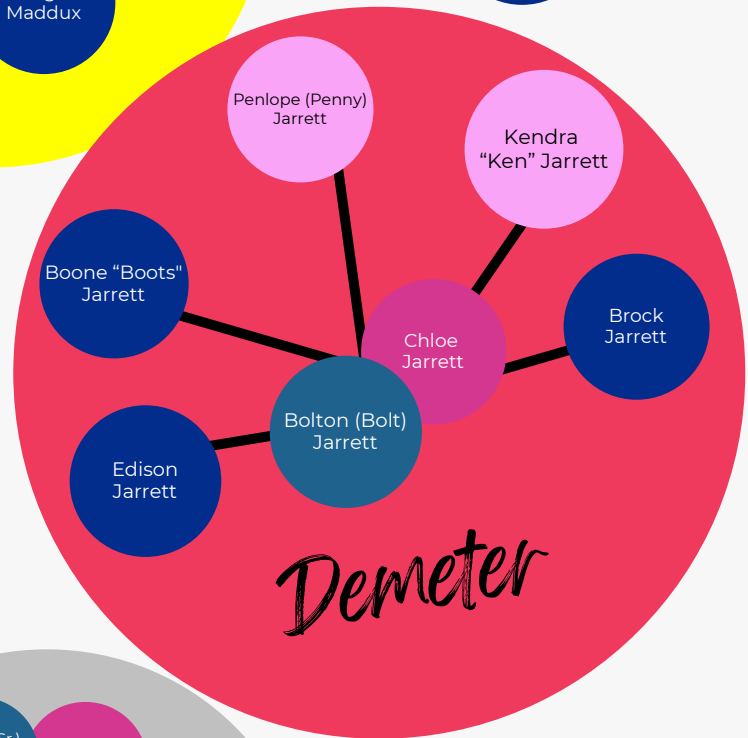 Maddux
Penlope (Penny)
Jarrett
Kendra
“Ken” Jarrett
Boone “Boots"
Jarrett
Brock
Jarrett
Chloe
Jarrett
Bolton (Bolt)
Jarrett
Edison
Jarrett
Demeter